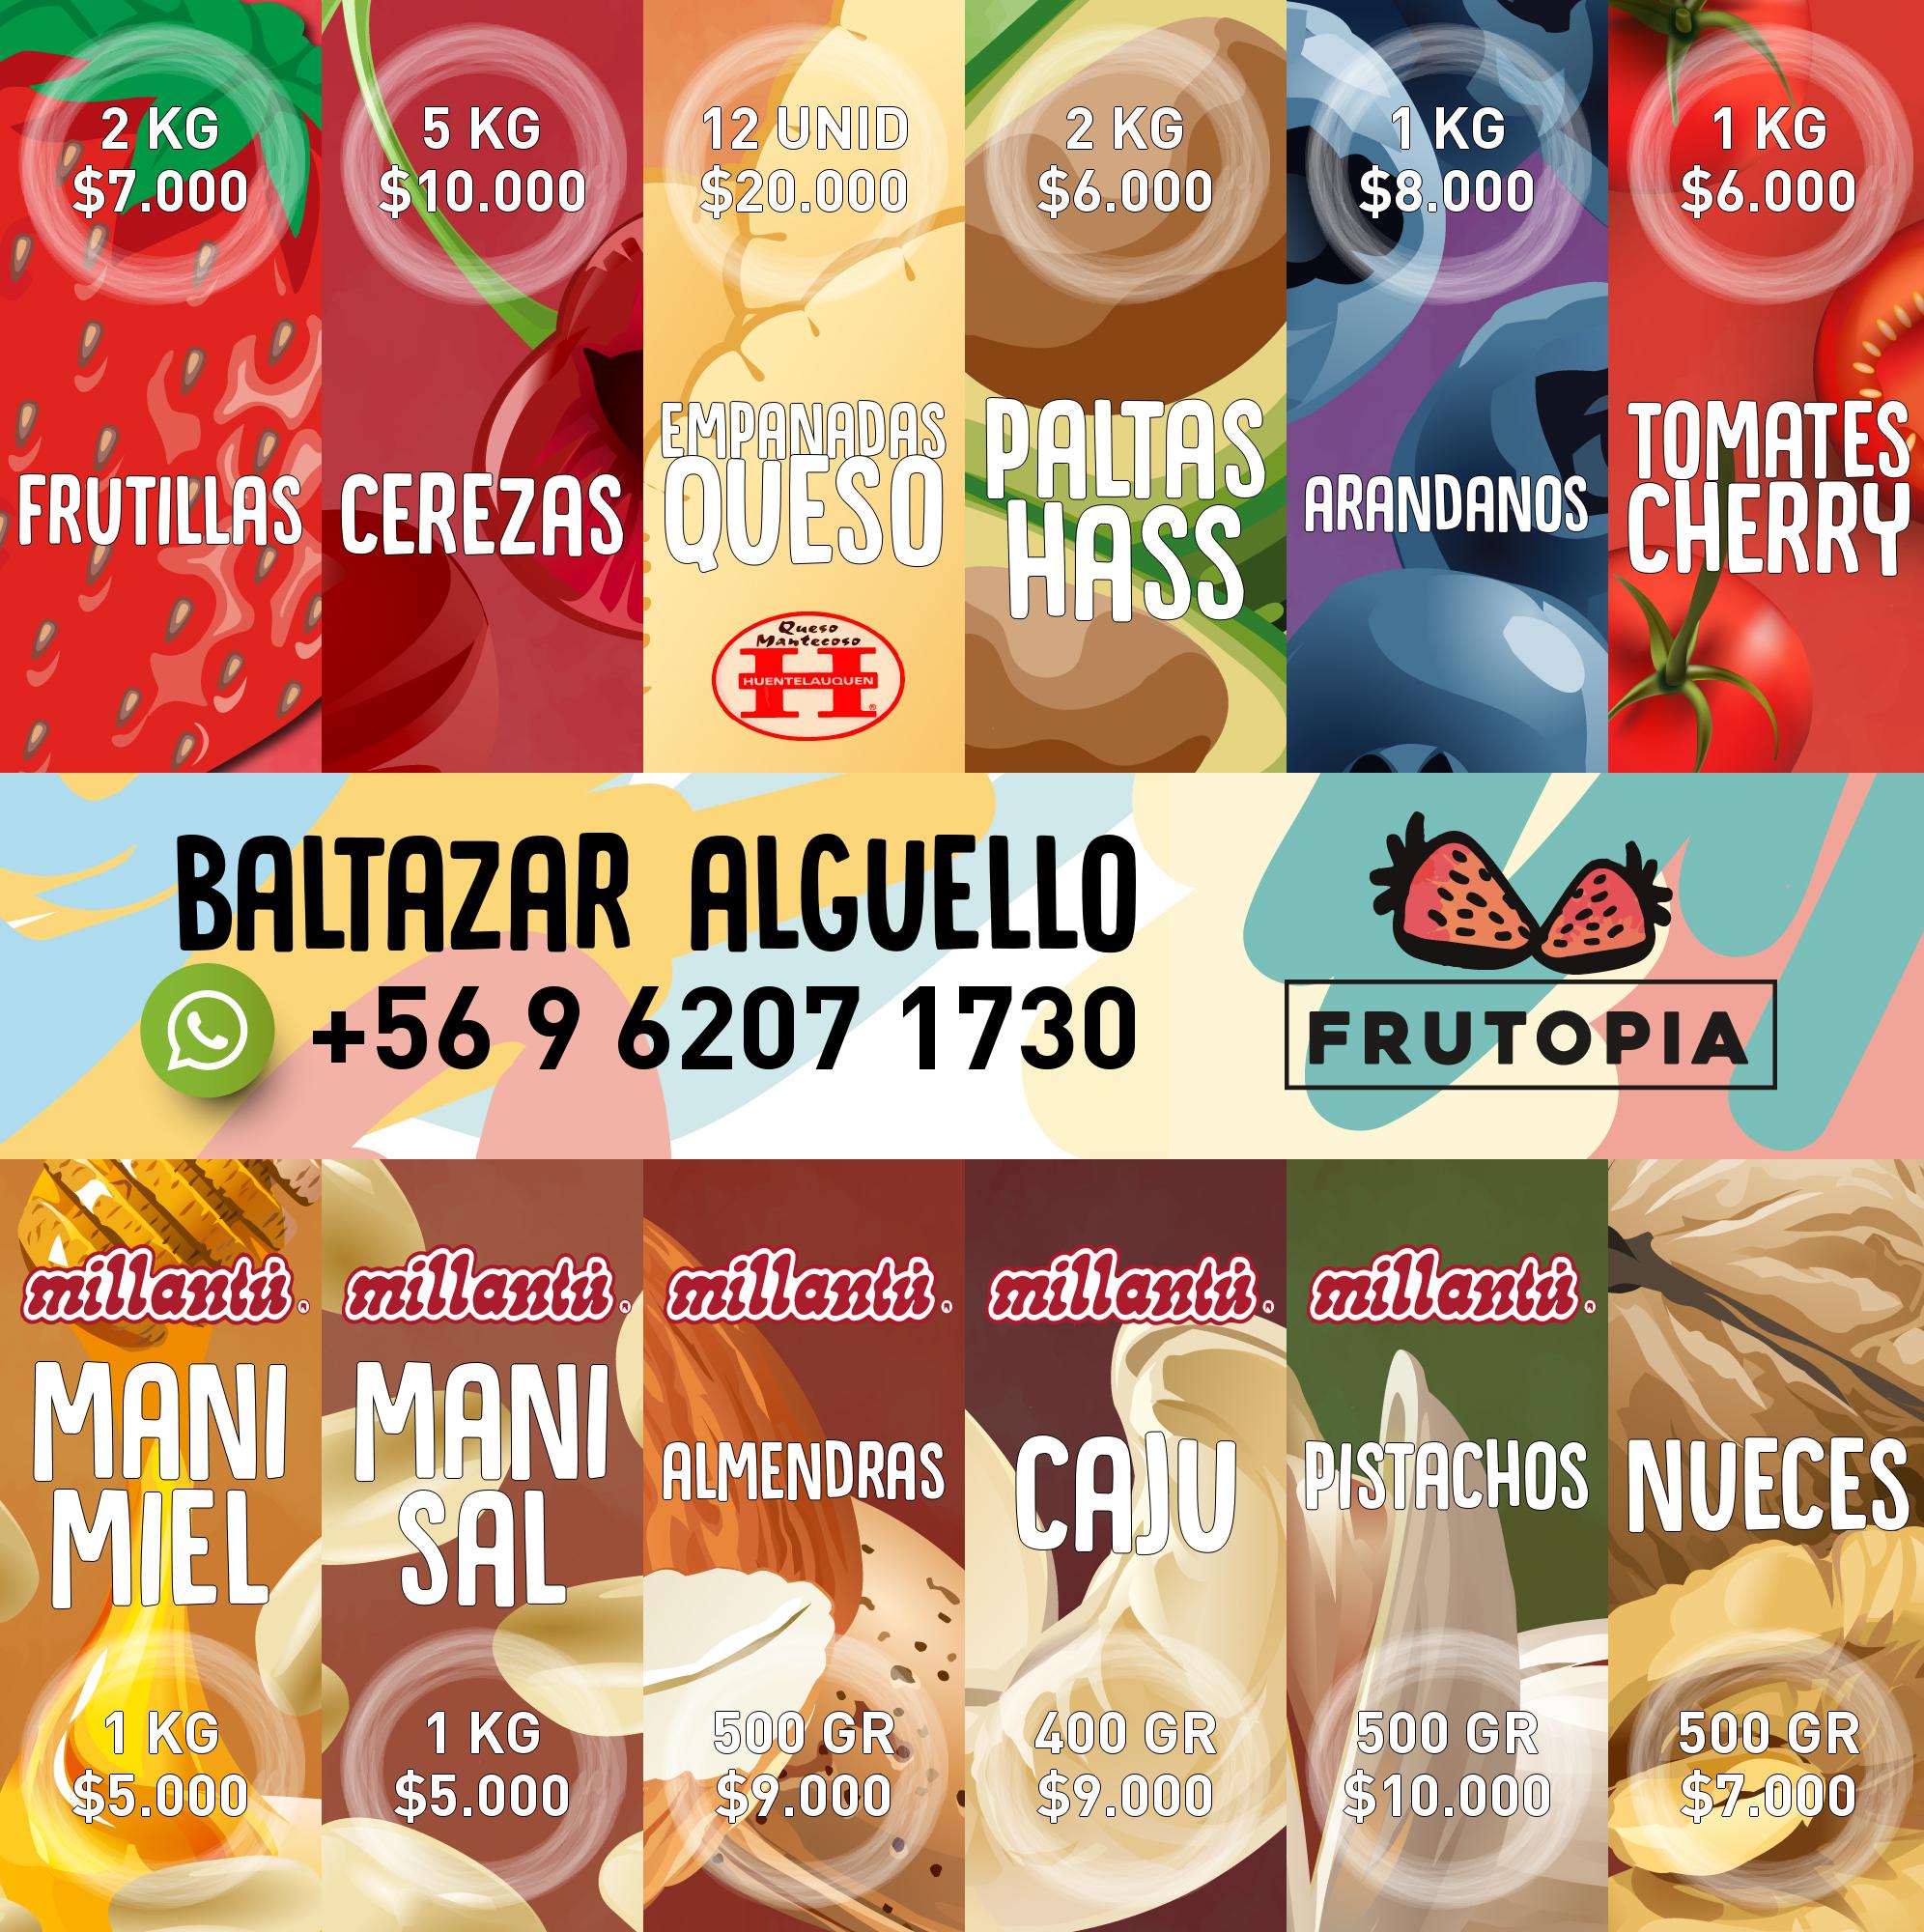 2 KG
$7.000
FRUTILLAS
5 KG
$10.000
CEREZAS
12 UNID
$20.000
EMPANADAS
QUESO
Queso
Mantecoso
H
HUENTELAUQUEN
®
2 KG
$6.000
PALTAS
HASS
1 KG
$8.000
ARANDANOS
1 KG
$6.000
TOMATES
CHERRY
BALTAZAR ALGUELLO
+56 9 6207 1730
FRUTOPIA
millantú®
MANI
MIEL
1 KG
$5.000
millantú®
MANI
SAL
1 KG
$5.000
millantú®
ALMENDRAS
500 GR
$9.000
millantú®
CAJU
400 GR
$9.000
millantú®
PISTACHOS
500 GR
$10.000
NUECES
500 GR
$7.000